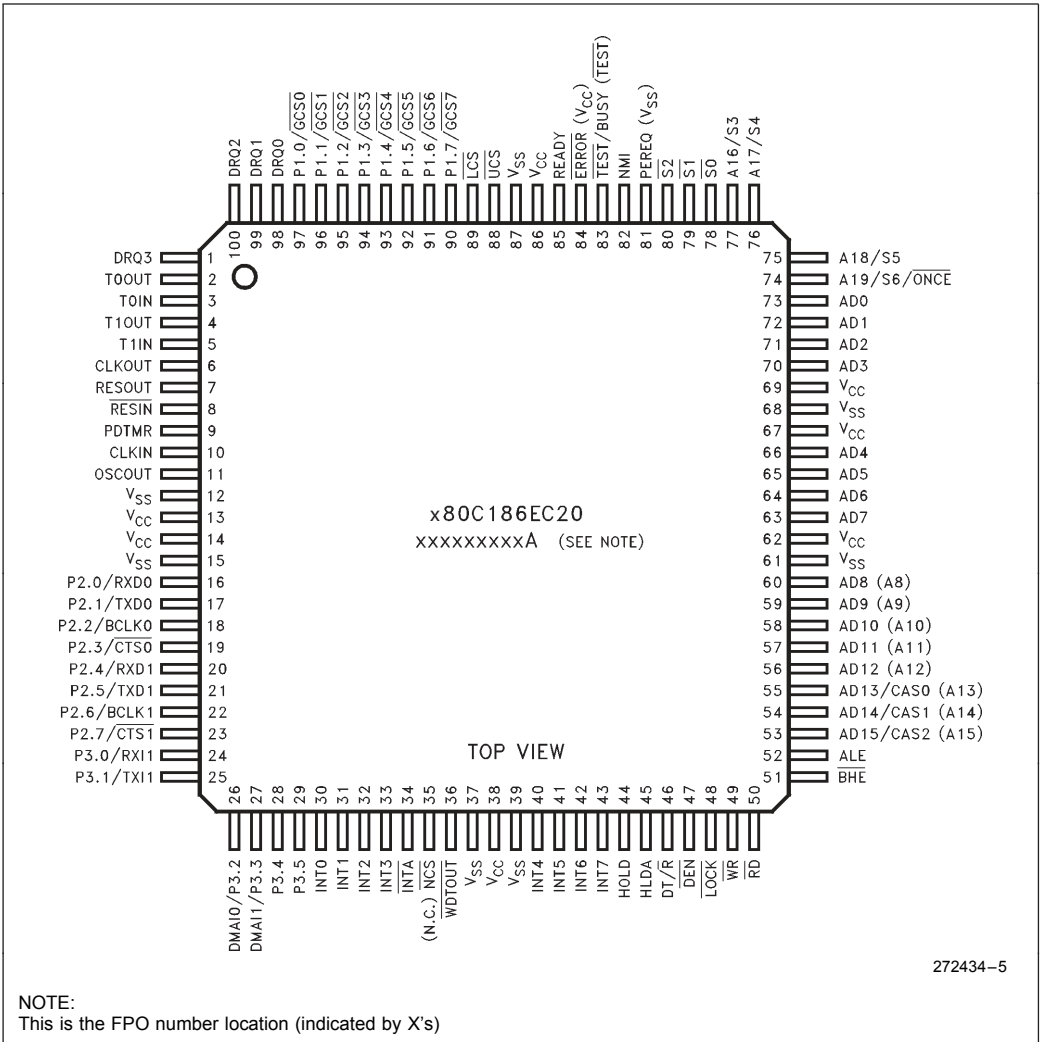 DRQ2
DRQ1
DRQ0
P1.0/GCS0
P1.1/GCS1
P1.2/GCS2
P1.3/GCS3
P1.4/GCS4
P1.5/GCS5
P1.6/GCS6
P1.7/GCS7
LCS
UCS
VSS
VCC
READY
ERROR (VCC)
TEST/BUSY (TEST)
NMI
PEREQ (VSS)
S2
S1
S0
A16/S3
A17/S4
100
99
98
97
96
95
94
93
92
91
90
89
88
87
86
85
84
83
82
81
80
79
78
77
76
DRQ3 1
T0OUT 2
T0IN 3
T1OUT 4
T1IN 5
CLKOUT 6
RESOUT 7
RESIN 8
PDTMR 9
CLKIN 10
OSCOUT 11
VSS 12
VCC 13
VCC 14
VSS 15
P2.0/RXD0 16
P2.1/TXD0 17
P2.2/BCLK0 18
P2.3/CTS0 19
P2.4/RXD1 20
P2.5/TXD1 21
P2.6/BCLK1 22
P2.7/CTS1 23
P3.0/RXI1 24
P3.1/TXI1 25
x80C186EC20
xxxxxxxxxA (SEE NOTE)
TOP VIEW
75 A18/S5
74 A19/S6/ONCE
73 AD0
72 AD1
71 AD2
70 AD3
69 VCC
68 VSS
67 VCC
66 AD4
65 AD5
64 AD6
63 AD7
62 VCC
61 VSS
60 AD8 (A8)
59 AD9 (A9)
58 AD10 (A10)
57 AD11 (A11)
56 AD12 (A12)
55 AD13/CAS0 (A13)
54 AD14/CAS1 (A14)
53 AD15/CAS2 (A15)
52 ALE
51 BHE
26
27
28
29
30
31
32
33
34
35
36
37
38
39
40
41
42
43
44
45
46
47
48
49
50
DMAI0/P3.2
DMAI1/P3.3
P3.4
P3.5
INT0
INT1
INT2
INT3
INTA
(N.C.) NCS
WDTOUT
VSS
VCC
VSS
INT4
INT5
INT6
INT7
HOLD
HLDA
DT/R
DEN
LOCK
WR
RD
272434–5
NOTE:
This is the FPO number location (indicated by X's)